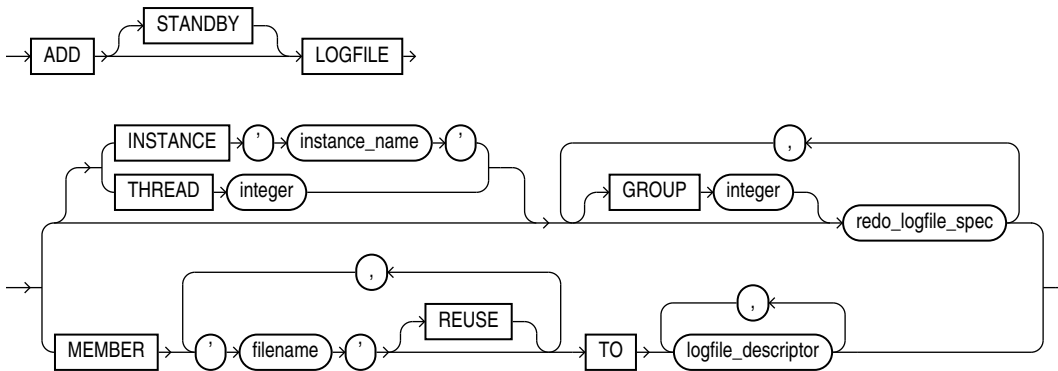 STANDBY
ADD LOGFILE
,
INSTANCE ' instance_name '
THREAD integer GROUP integer
redo_logfile_spec
,
,
REUSE
MEMBER ' filename ' TO logfile_descriptor